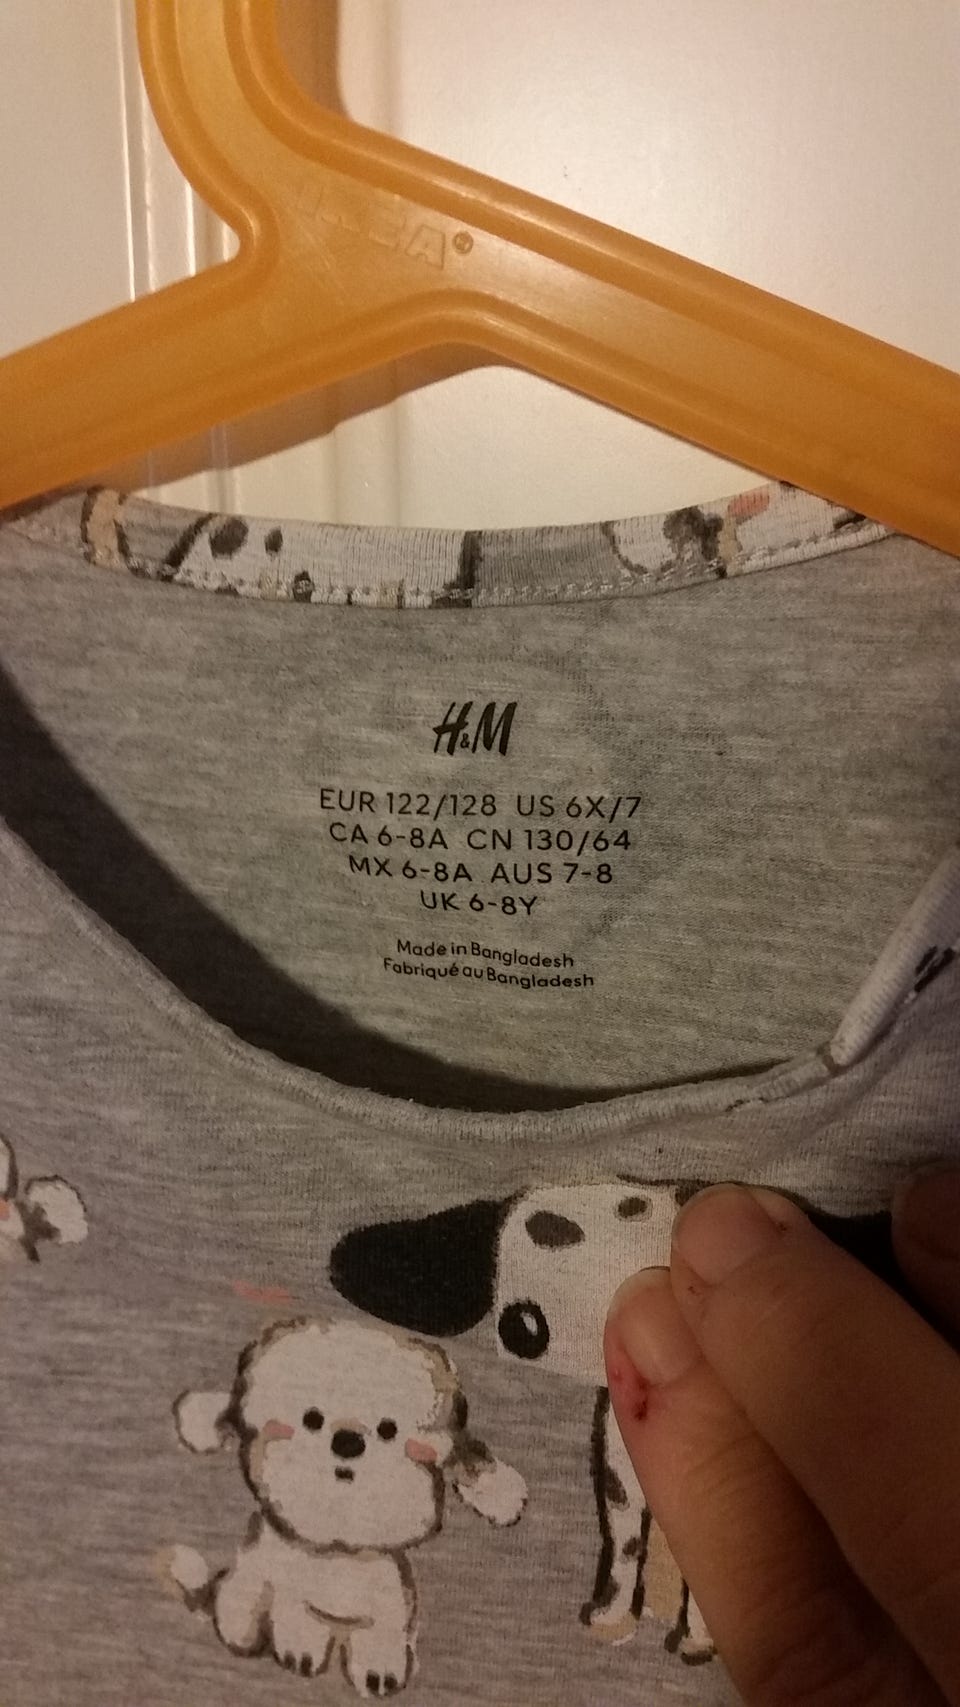 IKEA®
H&M
EUR 122/128 US 6X/7
CA 6-8A CN 130/64
MX 6-8A AUS 7-8
UK 6-8Y
Made in Bangladesh
Fabriqué au Bangladesh